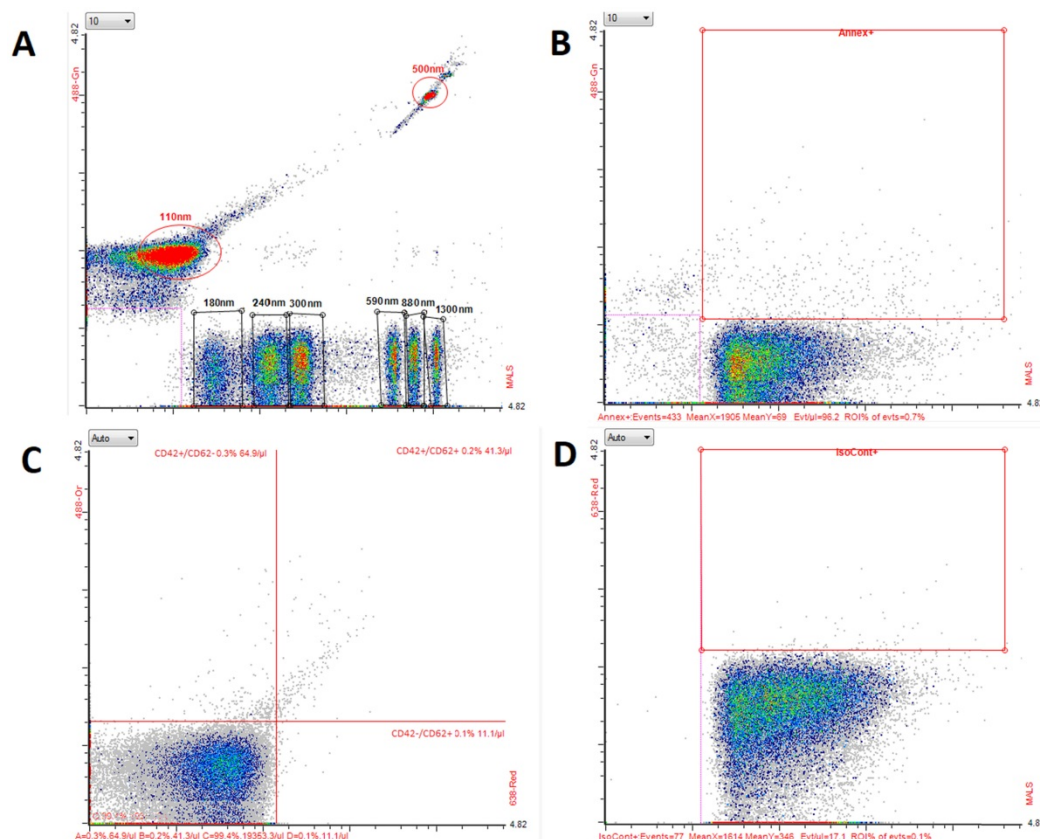 A
10
4.82
488-Gn
500nm
110nm
180nm
240nm
300nm
590nm
880nm
1300nm
MALS
4.82
B
10
4.82
Annex+
488-Gn
MALS
4.82
Annex+:Events=433 MeanX=1905 MeanY=69 Evt/µl=96.2 ROI% of evts=0.7%
C
Auto
4.82
CD42+/CD62- 0.3% 64.9/µl
CD42+/CD62+ 0.2% 41.3/µl
488-Or
CD42-/CD62+ 0.1% 11.1/µl
638-Red
4.82
A=0.3%,64.9/µl B=0.2%,41.3/µl C=99.4%,19353.3/µl D=0.1%,11.1/µl
D
Auto
4.82
IsoCont+
638-Red
MALS
4.82
IsoCont+:Events=77 MeanX=1614 MeanY=346 Evt/µl=17.1 ROI% of evts=0.1%